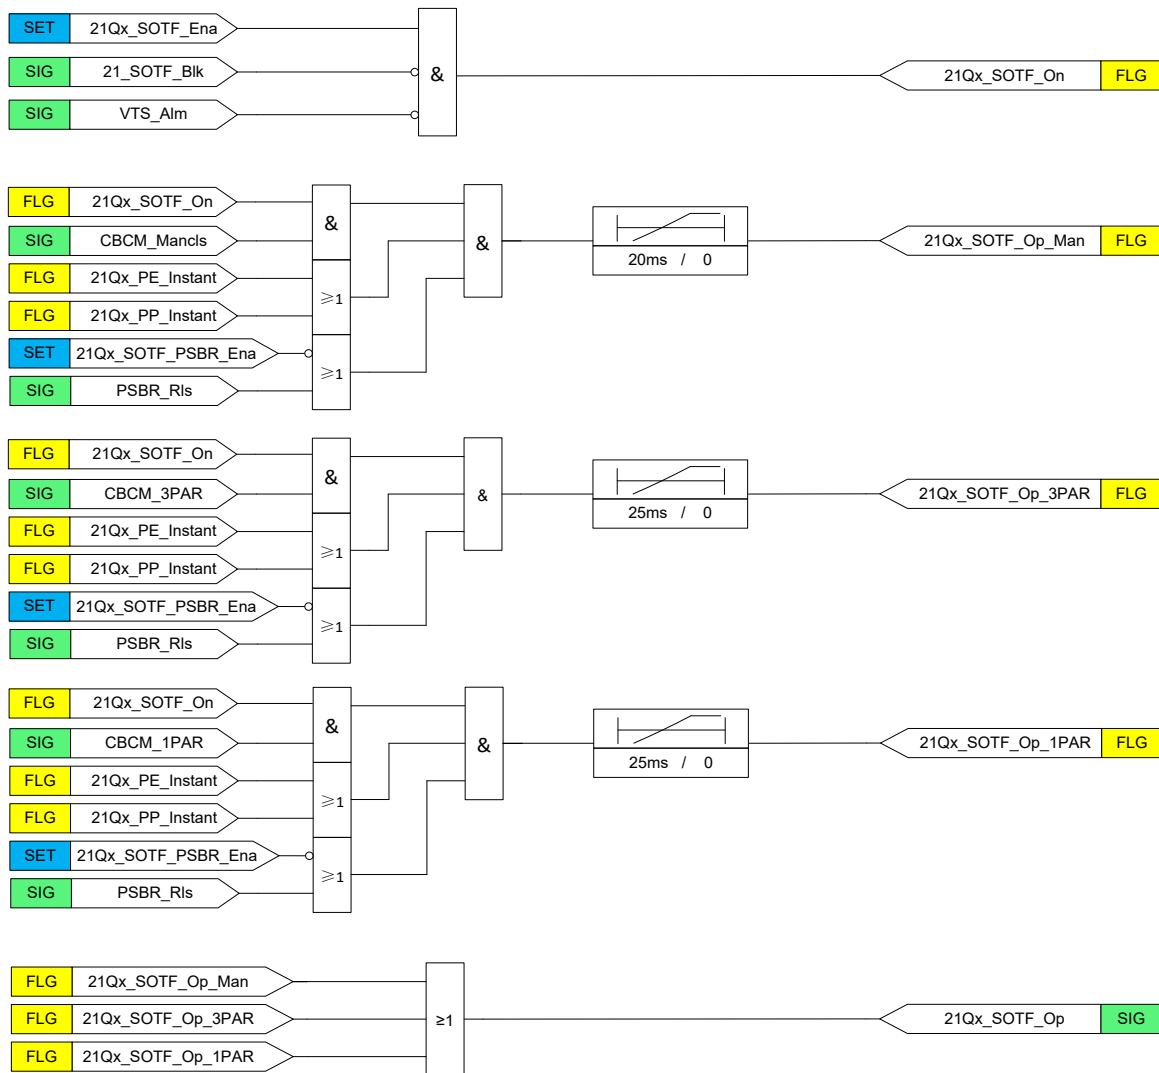 SET 21Qx_SOTF_Ena
SIG 21_SOTF_Blk
SIG VTS_Alm
&
21Qx_SOTF_On FLG
FLG 21Qx_SOTF_On
SIG CBCM_Mancls
FLG 21Qx_PE_Instant
FLG 21Qx_PP_Instant
SET 21Qx_SOTF_PSBR_Ena
SIG PSBR_Rls
&
≥1
≥1
&
20ms / 0
21Qx_SOTF_Op_Man FLG
FLG 21Qx_SOTF_On
SIG CBCM_3PAR
FLG 21Qx_PE_Instant
FLG 21Qx_PP_Instant
SET 21Qx_SOTF_PSBR_Ena
SIG PSBR_Rls
&
≥1
≥1
&
25ms / 0
21Qx_SOTF_Op_3PAR FLG
FLG 21Qx_SOTF_On
SIG CBCM_1PAR
FLG 21Qx_PE_Instant
FLG 21Qx_PP_Instant
SET 21Qx_SOTF_PSBR_Ena
SIG PSBR_Rls
&
≥1
≥1
&
25ms / 0
21Qx_SOTF_Op_1PAR FLG
FLG 21Qx_SOTF_Op_Man
FLG 21Qx_SOTF_Op_3PAR
FLG 21Qx_SOTF_Op_1PAR
≥1
21Qx_SOTF_Op SIG